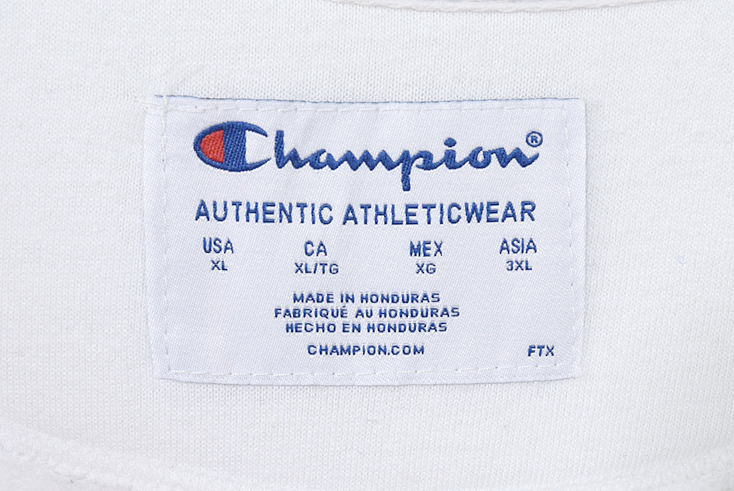 Champion®
AUTHENTIC ATHLETICWEAR
USA CA MEX ASIA
XL XL/TG XG 3XL
MADE IN HONDURAS
FABRIQUÉ AU HONDURAS
HECHO EN HONDURAS
CHAMPION.COM FTX